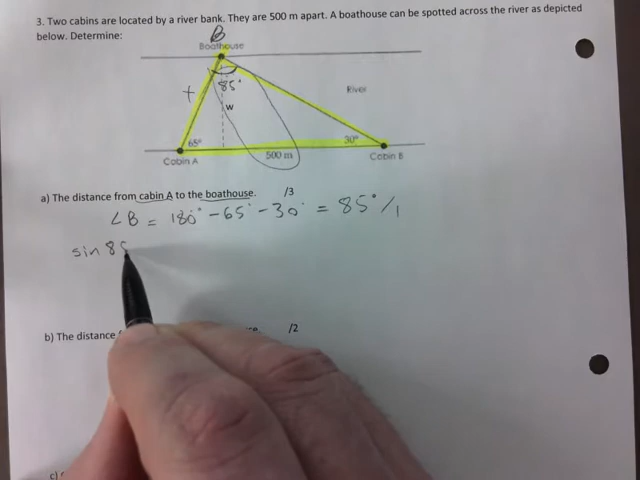 3. Two cabins are located by a river bank. They are 500 m apart. A boathouse can be spotted across the river as depicted
below. Determine:
B
Boathouse
85°
River
w
65°
30°
500 m
Cabin A
Cabin B
a) The distance from cabin A to the boathouse. /3
∠B = 180° - 65° - 30° = 85° /1
sin 85
b) The distance /2